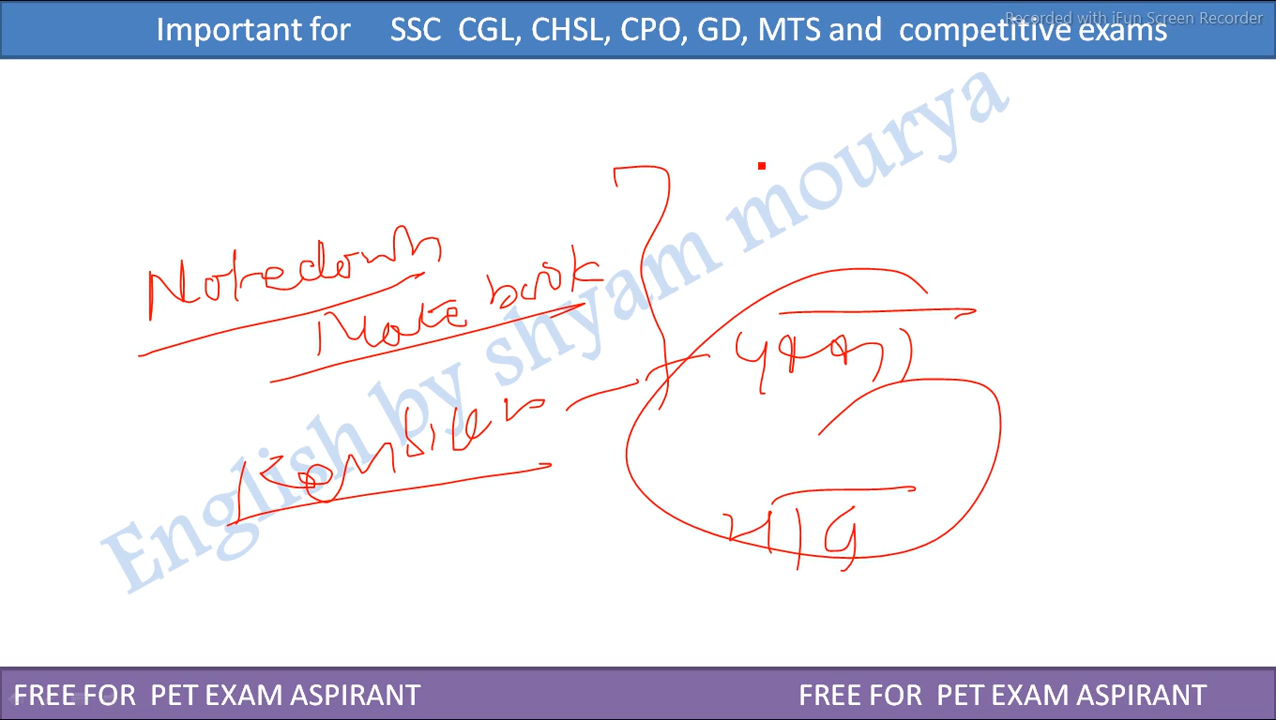 Recorded with iFun Screen Recorder
Important for SSC CGL, CHSL, CPO, GD, MTS and competitive exams
English by shyam mourya
Notedown
Note book
FREE FOR PET EXAM ASPIRANT FREE FOR PET EXAM ASPIRANT